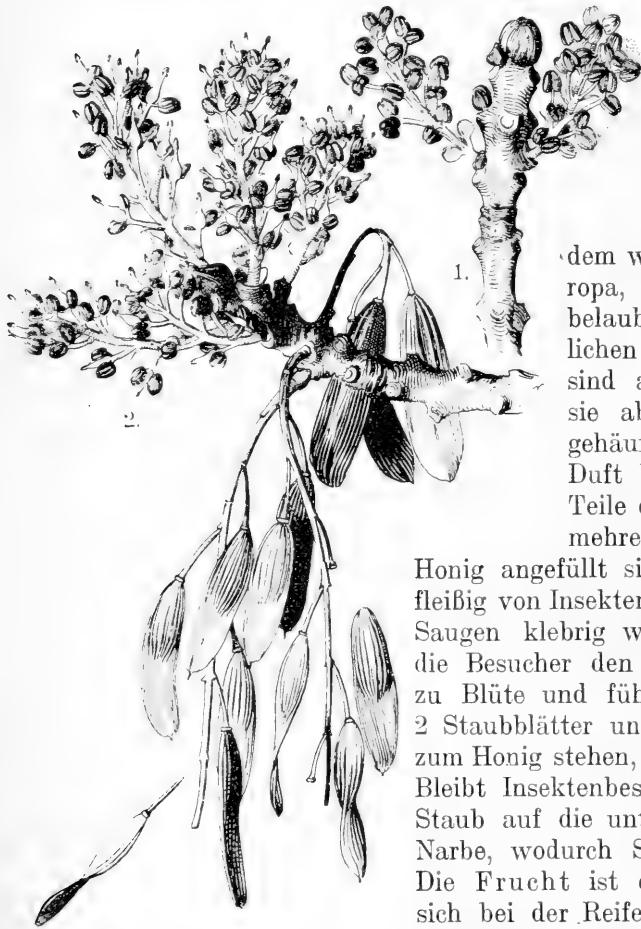 1.
2.
dem w
ropa,
belaub
lichen
sind a
sie ab
gehäu
Duft
Teile
mehre
Honig angefüllt si
fleißig von Insekten
Saugen klebrig w
die Besucher den
zu Blüte und füh
2 Staubblätter un
zum Honig stehen,
Bleibt Insektenbes
Staub auf die unt
Narbe, wodurch S
Die Frucht ist
sich bei der Reife